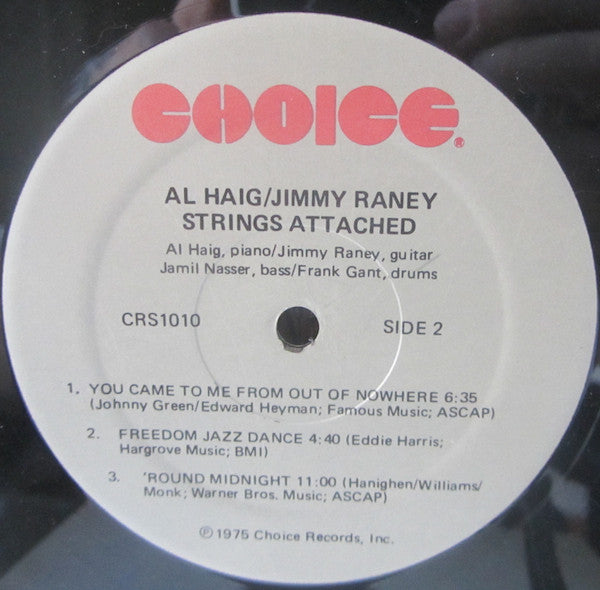 CHOICE®
AL HAIG/JIMMY RANEY
STRINGS ATTACHED
Al Haig, piano/Jimmy Raney, guitar
Jamil Nasser, bass/Frank Gant, drums
CRS1010
SIDE 2
1. YOU CAME TO ME FROM OUT OF NOWHERE 6:35
(Johnny Green/Edward Heyman; Famous Music; ASCAP)
2. FREEDOM JAZZ DANCE 4:40 (Eddie Harris;
Hargrove Music; BMI)
3. 'ROUND MIDNIGHT 11:00 (Hanighen/Williams/
Monk; Warner Bros. Music; ASCAP)
℗1975 Choice Records, Inc.